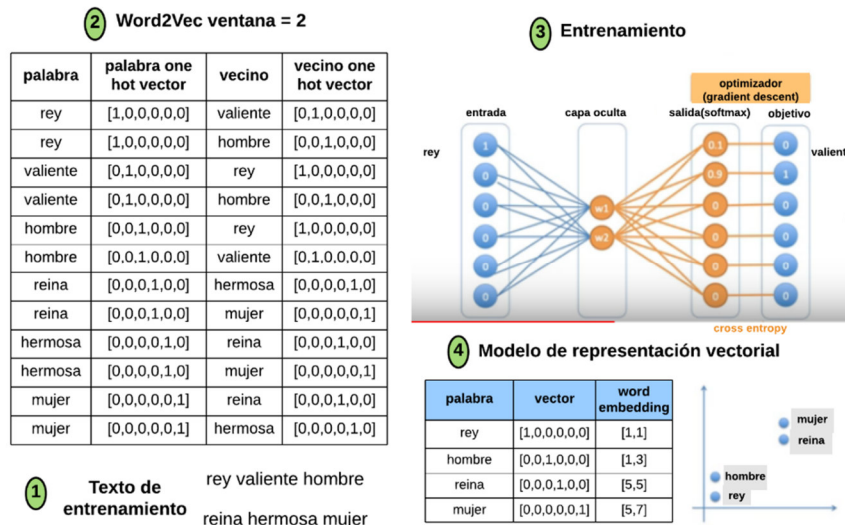 2 Word2Vec ventana = 2
palabra palabra one hot vector vecino vecino one hot vector
rey [1,0,0,0,0,0] valiente [0,1,0,0,0,0]
rey [1,0,0,0,0,0] hombre [0,0,1,0,0,0]
valiente [0,1,0,0,0,0] rey [1,0,0,0,0,0]
valiente [0,1,0,0,0,0] hombre [0,0,1,0,0,0]
hombre [0,0,1,0,0,0] rey [1,0,0,0,0,0]
hombre [0,0,1,0,0,0] valiente [0,1,0,0,0,0]
reina [0,0,0,1,0,0] hermosa [0,0,0,0,1,0]
reina [0,0,0,1,0,0] mujer [0,0,0,0,0,1]
hermosa [0,0,0,0,1,0] reina [0,0,0,1,0,0]
hermosa [0,0,0,0,1,0] mujer [0,0,0,0,0,1]
mujer [0,0,0,0,0,1] reina [0,0,0,1,0,0]
mujer [0,0,0,0,0,1] hermosa [0,0,0,0,1,0]
1 Texto de
entrenamiento
rey valiente hombre
reina hermosa mujer
3 Entrenamiento
optimizador
(gradient descent)
entrada capa oculta salida(softmax) objetivo
rey 1 0.1 0 valient
0 0.9 1
0 w1 0 0
0 w2 0 0
0 0 0
0 0 0
cross entropy
4 Modelo de representación vectorial
palabra vector word embedding
rey [1,0,0,0,0,0] [1,1]
hombre [0,0,1,0,0,0] [1,3]
reina [0,0,0,1,0,0] [5,5]
mujer [0,0,0,0,0,1] [5,7]
mujer
reina
hombre
rey